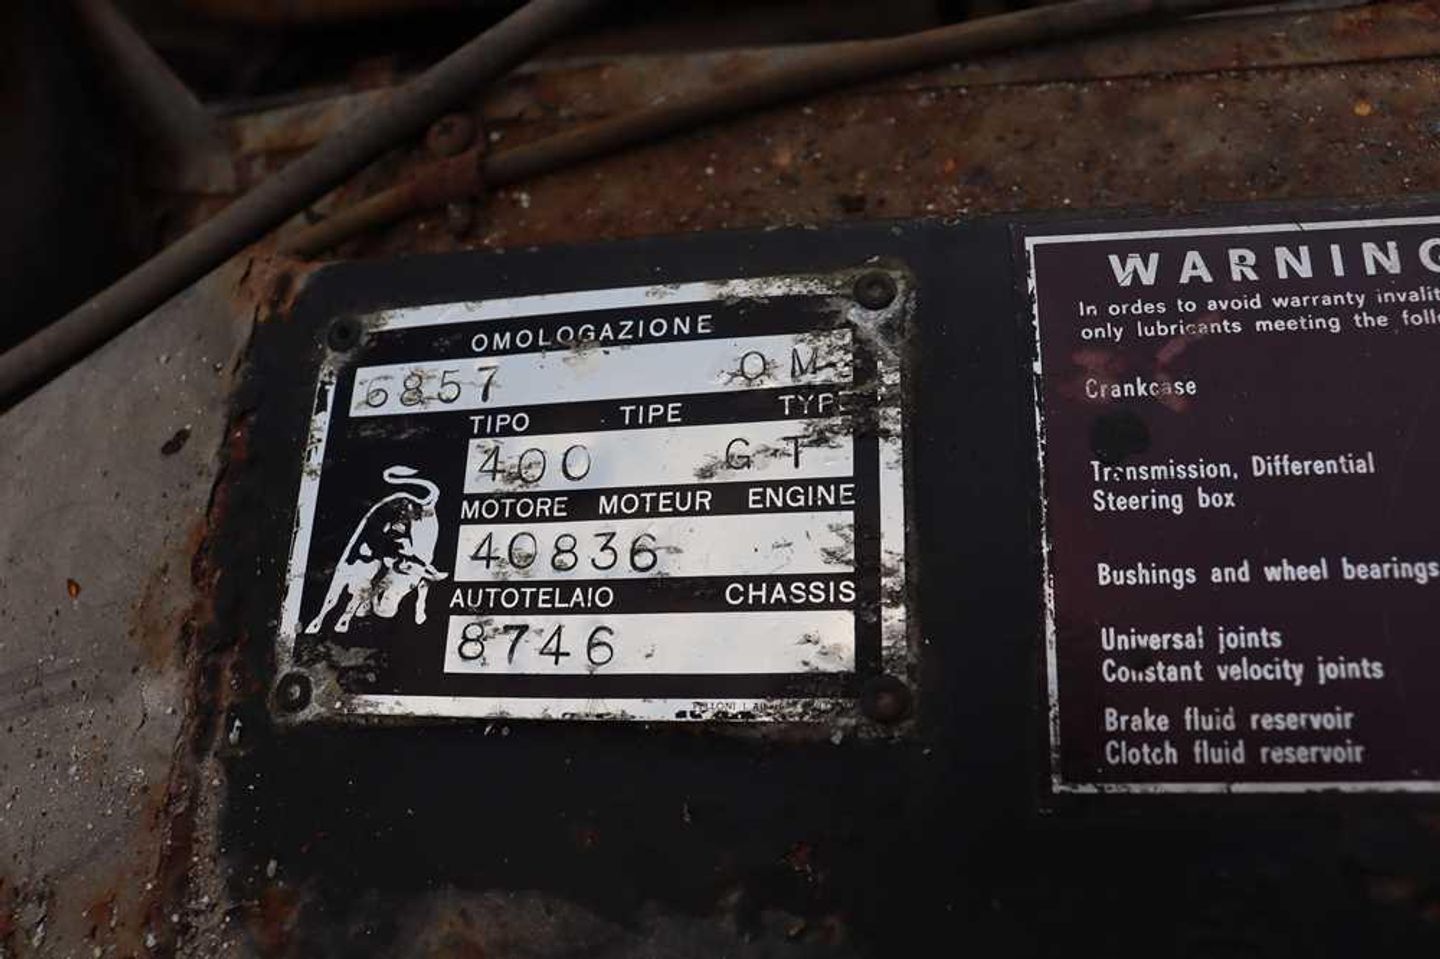 OMOLOGAZIONE
6857 OM
TIPO TIPE TYPE
400 GT
MOTORE MOTEUR ENGINE
40836
AUTOTELAIO CHASSIS
8746
WARNING
In ordes to avoid warranty invalit
only lubricants meeting the foll
Crankcase
Transmission, Differential
Steering box
Bushings and wheel bearings
Universal joints
Constant velocity joints
Brake fluid reservoir
Clotch fluid reservoir